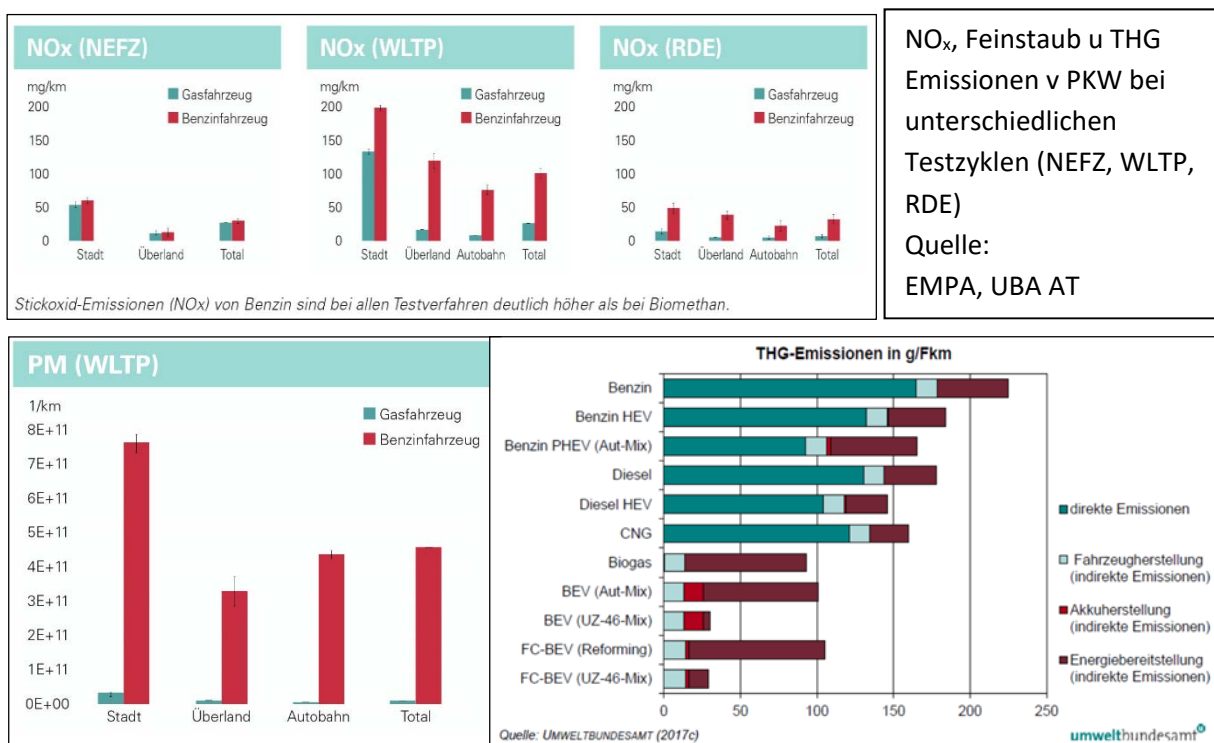 NOx (NEFZ)
mg/km
Gasfahrzeug
Benzinfahrzeug
200
150
100
50
0
Stadt Überland Total
NOx (WLTP)
mg/km
Gasfahrzeug
Benzinfahrzeug
200
150
100
50
0
Stadt Überland Autobahn Total
NOx (RDE)
mg/km
Gasfahrzeug
Benzinfahrzeug
200
150
100
50
0
Stadt Überland Autobahn Total
Stickoxid-Emissionen (NOx) von Benzin sind bei allen Testverfahren deutlich höher als bei Biomethan.
NOₓ, Feinstaub u THG
Emissionen v PKW bei
unterschiedlichen
Testzyklen (NEFZ, WLTP,
RDE)
Quelle:
EMPA, UBA AT
PM (WLTP)
1/km
Gasfahrzeug
Benzinfahrzeug
8E+11
7E+11
6E+11
5E+11
4E+11
3E+11
2E+11
1E+11
0E+00
Stadt Überland Autobahn Total
THG-Emissionen in g/Fkm
Benzin
Benzin HEV
Benzin PHEV (Aut-Mix)
Diesel
Diesel HEV
CNG
Biogas
BEV (Aut-Mix)
BEV (UZ-46-Mix)
FC-BEV (Reforming)
FC-BEV (UZ-46-Mix)
0 50 100 150 200 250
direkte Emissionen
Fahrzeugherstellung
(indirekte Emissionen)
Akkuherstellung
(indirekte Emissionen)
Energiebereitstellung
(indirekte Emissionen)
Quelle: UMWELTBUNDESAMT (2017c)
umweltbundesamt